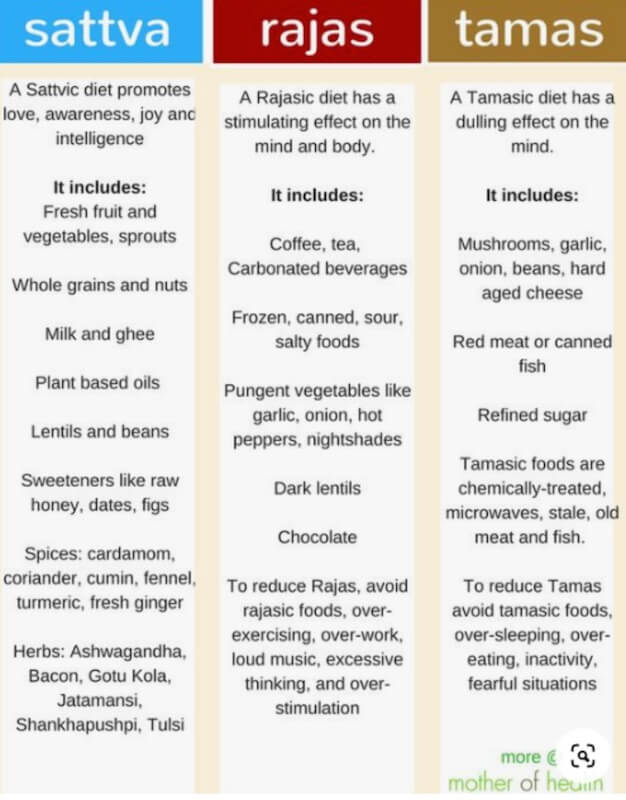 sattva
A Sattvic diet promotes
love, awareness, joy and
intelligence
It includes:
Fresh fruit and
vegetables, sprouts
Whole grains and nuts
Milk and ghee
Plant based oils
Lentils and beans
Sweeteners like raw
honey, dates, figs
Spices: cardamom,
coriander, cumin, fennel,
turmeric, fresh ginger
Herbs: Ashwagandha,
Bacon, Gotu Kola,
Jatamansi,
Shankhapushpi, Tulsi
rajas
A Rajasic diet has a
stimulating effect on the
mind and body.
It includes:
Coffee, tea,
Carbonated beverages
Frozen, canned, sour,
salty foods
Pungent vegetables like
garlic, onion, hot
peppers, nightshades
Dark lentils
Chocolate
To reduce Rajas, avoid
rajasic foods, over-
exercising, over-work,
loud music, excessive
thinking, and over-
stimulation
tamas
A Tamasic diet has a
dulling effect on the
mind.
It includes:
Mushrooms, garlic,
onion, beans, hard
aged cheese
Red meat or canned
fish
Refined sugar
Tamasic foods are
chemically-treated,
microwaves, stale, old
meat and fish.
To reduce Tamas
avoid tamasic foods,
over-sleeping, over-
eating, inactivity,
fearful situations
more @
mother of health